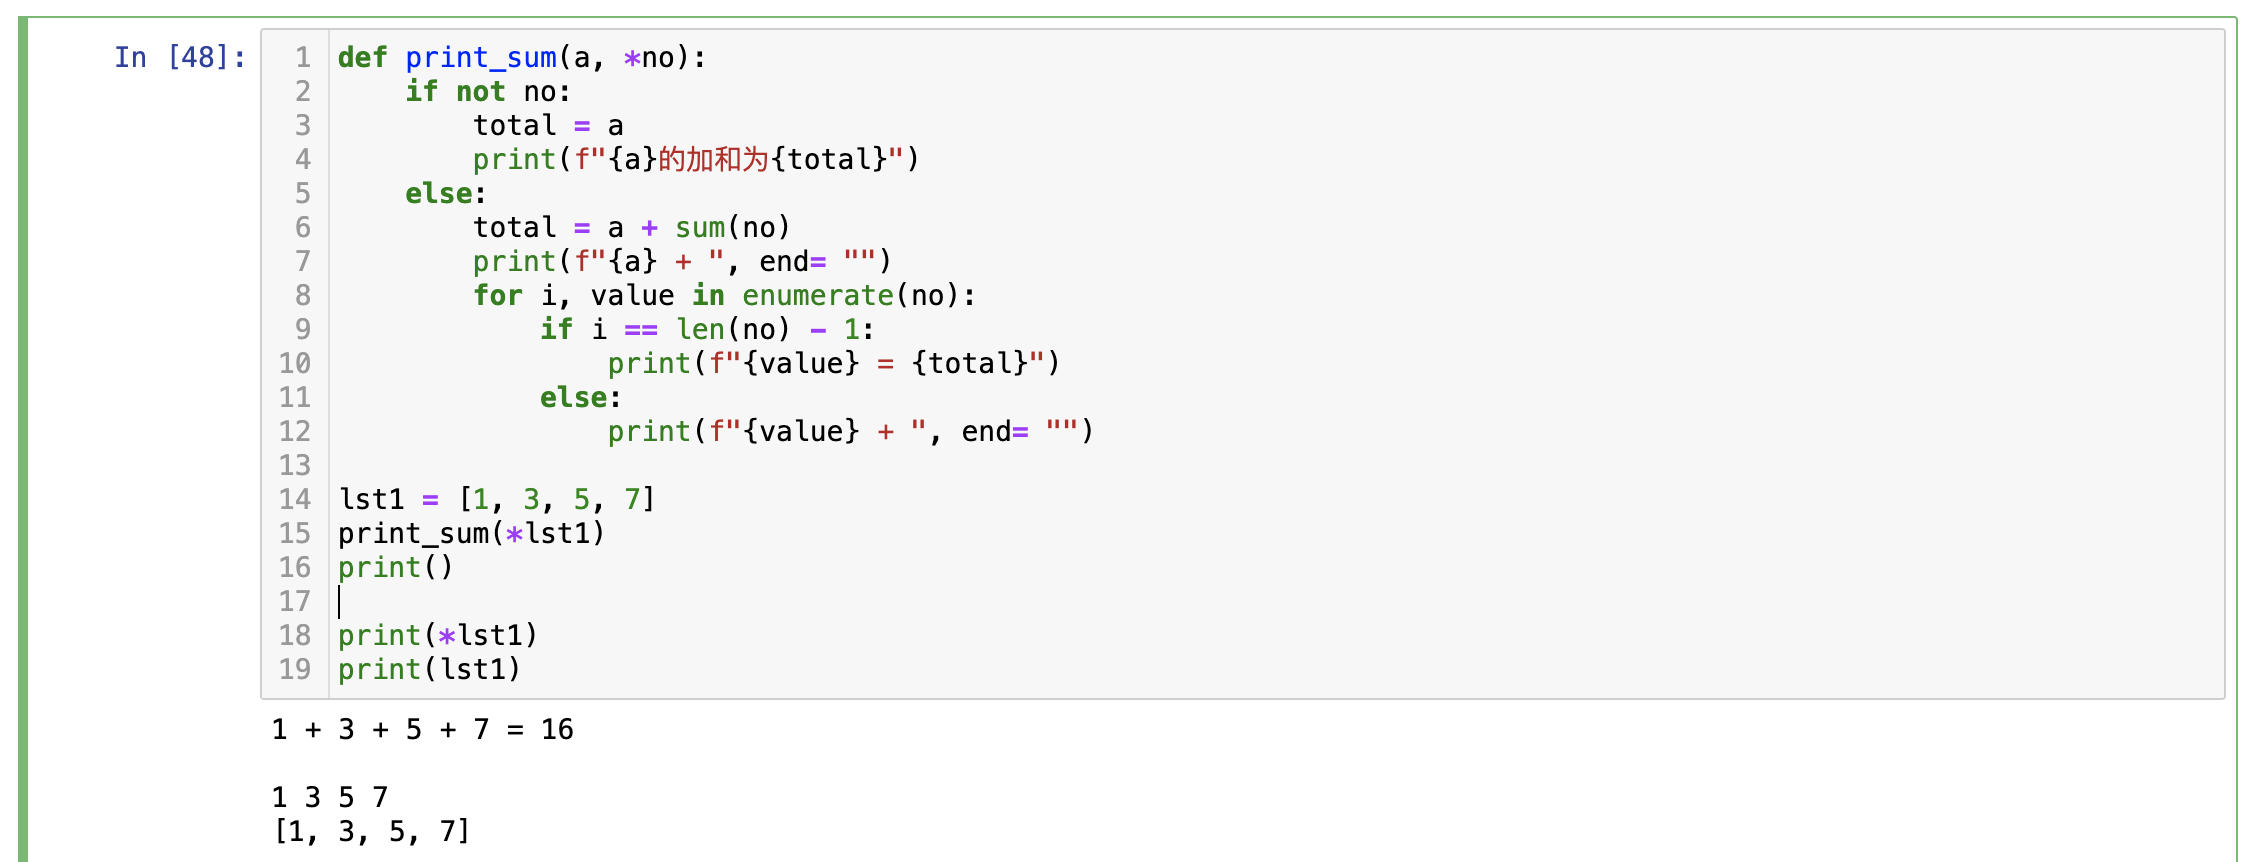 In [48]:
1 def print_sum(a, *no):
2     if not no:
3         total = a
4         print(f"{a}的加和为{total}")
5     else:
6         total = a + sum(no)
7         print(f"{a} + ", end= "")
8         for i, value in enumerate(no):
9             if i == len(no) - 1:
10                 print(f"{value} = {total}")
11             else:
12                 print(f"{value} + ", end= "")
13
14 lst1 = [1, 3, 5, 7]
15 print_sum(*lst1)
16 print()
17
18 print(*lst1)
19 print(lst1)
1 + 3 + 5 + 7 = 16

1 3 5 7
[1, 3, 5, 7]